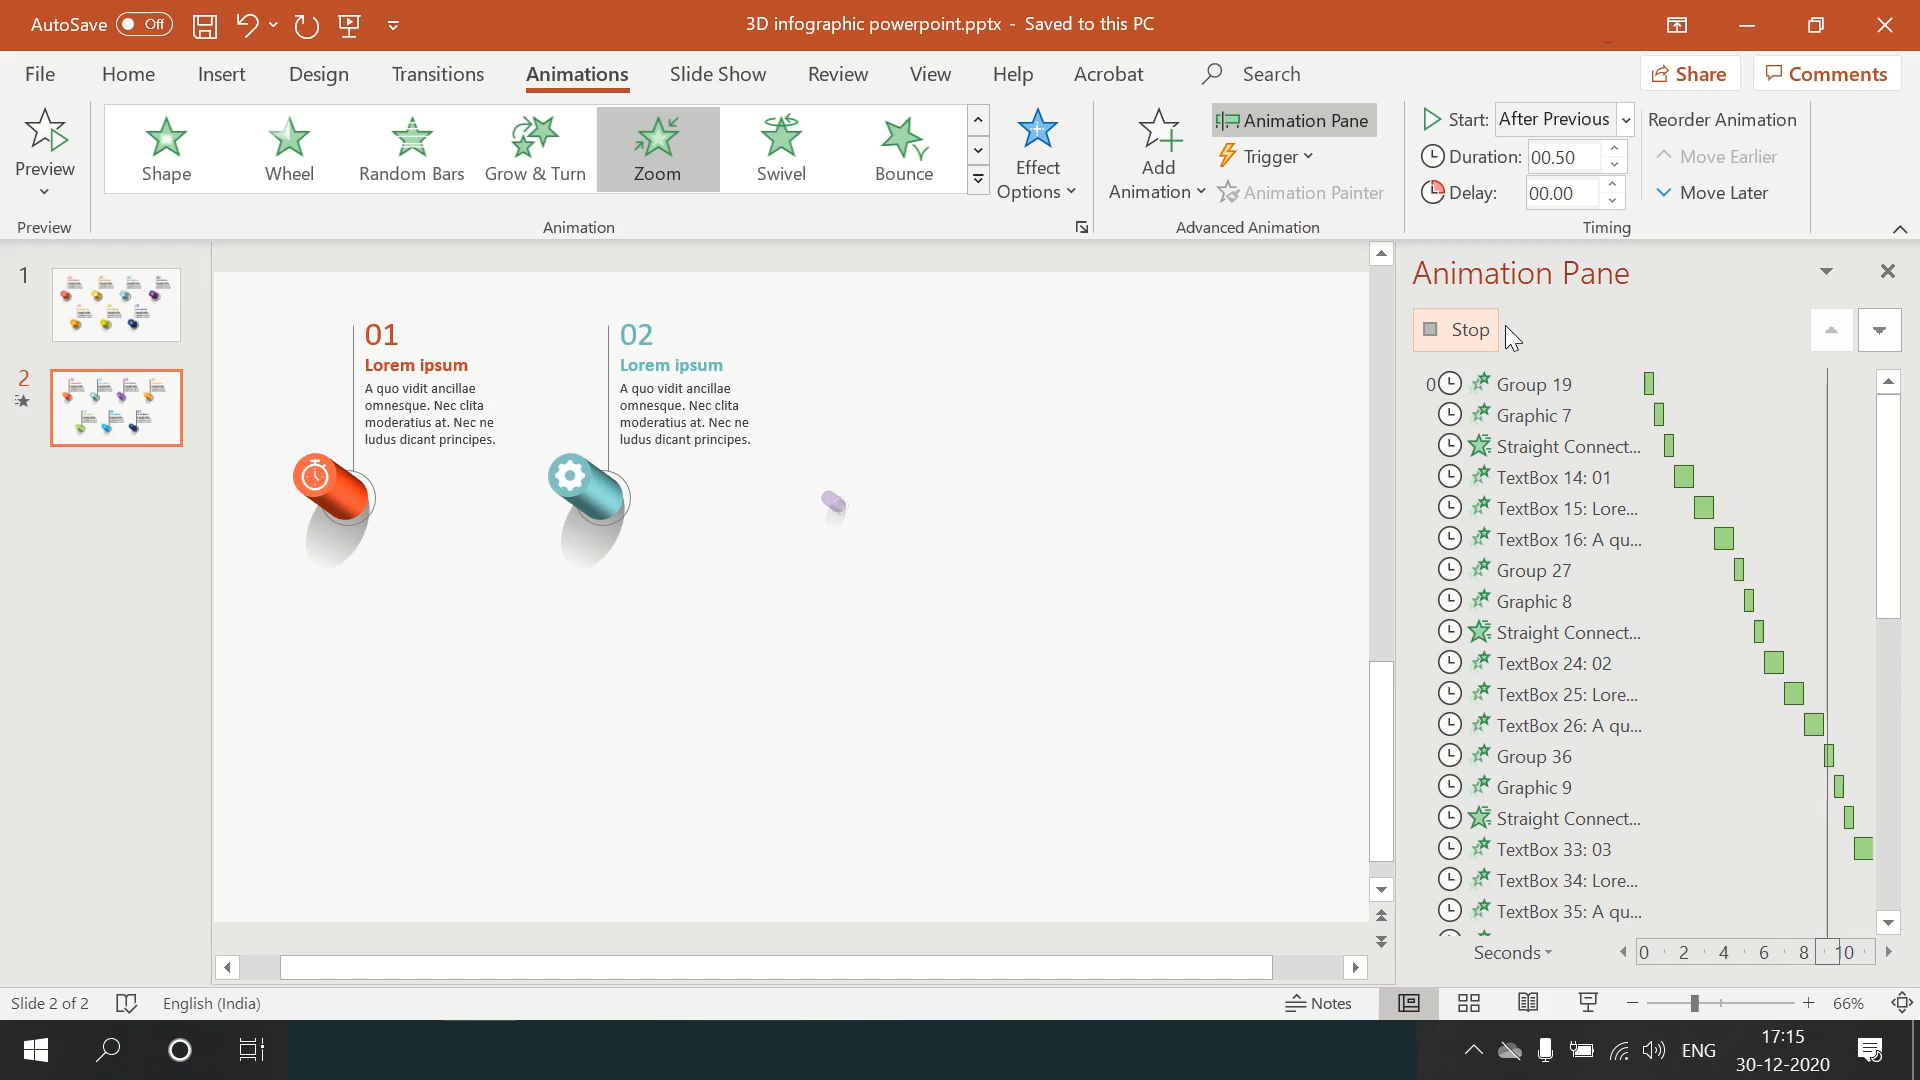 AutoSave Off
3D infographic powerpoint.pptx - Saved to this PC
File Home Insert Design Transitions Animations Slide Show Review View Help Acrobat Search
Share Comments
Preview
Preview
Shape Wheel Random Bars Grow & Turn Zoom Swivel Bounce
Animation
Effect
Options
Add
Animation
Animation Pane
Trigger
Animation Painter
Advanced Animation
Start: After Previous
Duration: 00.50
Delay: 00.00
Reorder Animation
Move Earlier
Move Later
Timing
1
2
01
Lorem ipsum
A quo vidit ancillae
omnesque. Nec clita
moderatius at. Nec ne
ludus dicant principes.
02
Lorem ipsum
A quo vidit ancillae
omnesque. Nec clita
moderatius at. Nec ne
ludus dicant principes.
Animation Pane
Stop
0 Group 19
Graphic 7
Straight Connect...
TextBox 14: 01
TextBox 15: Lore...
TextBox 16: A qu...
Group 27
Graphic 8
Straight Connect...
TextBox 24: 02
TextBox 25: Lore...
TextBox 26: A qu...
Group 36
Graphic 9
Straight Connect...
TextBox 33: 03
TextBox 34: Lore...
TextBox 35: A qu...
Seconds 0 2 4 6 8 10
Slide 2 of 2 English (India) Notes 66%
ENG
17:15
30-12-2020